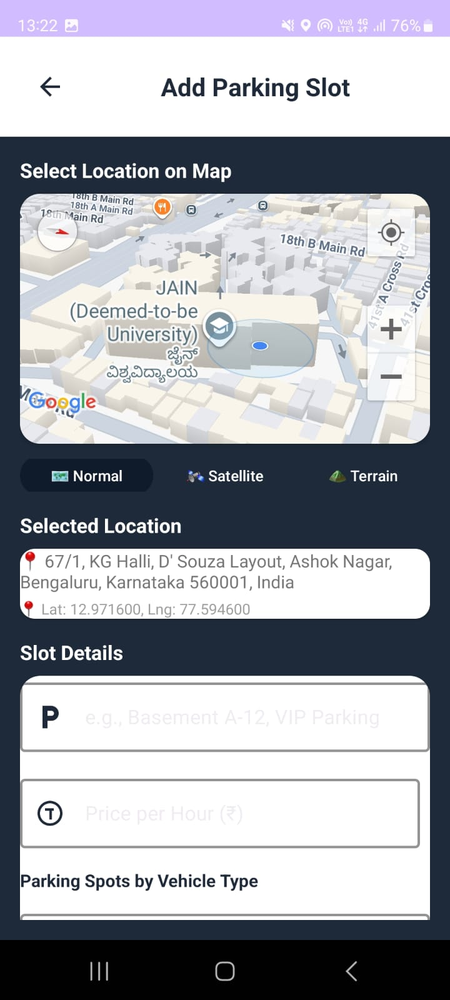 13:22
Vo))
LTE1
4G
76%
Add Parking Slot
Select Location on Map
18th B Main Rd
18th A Main Rd
18th Main Rd
18th B Main Rd
41st A Cross Rd
41st Cros
JAIN
(Deemed-to-be
University)
ಜೈನ್
ವಿಶ್ವವಿದ್ಯಾಲಯ
Google
Normal
Satellite
Terrain
Selected Location
67/1, KG Halli, D' Souza Layout, Ashok Nagar,
Bengaluru, Karnataka 560001, India
Lat: 12.971600, Lng: 77.594600
Slot Details
P
e.g., Basement A-12, VIP Parking
T
Price per Hour (₹)
Parking Spots by Vehicle Type